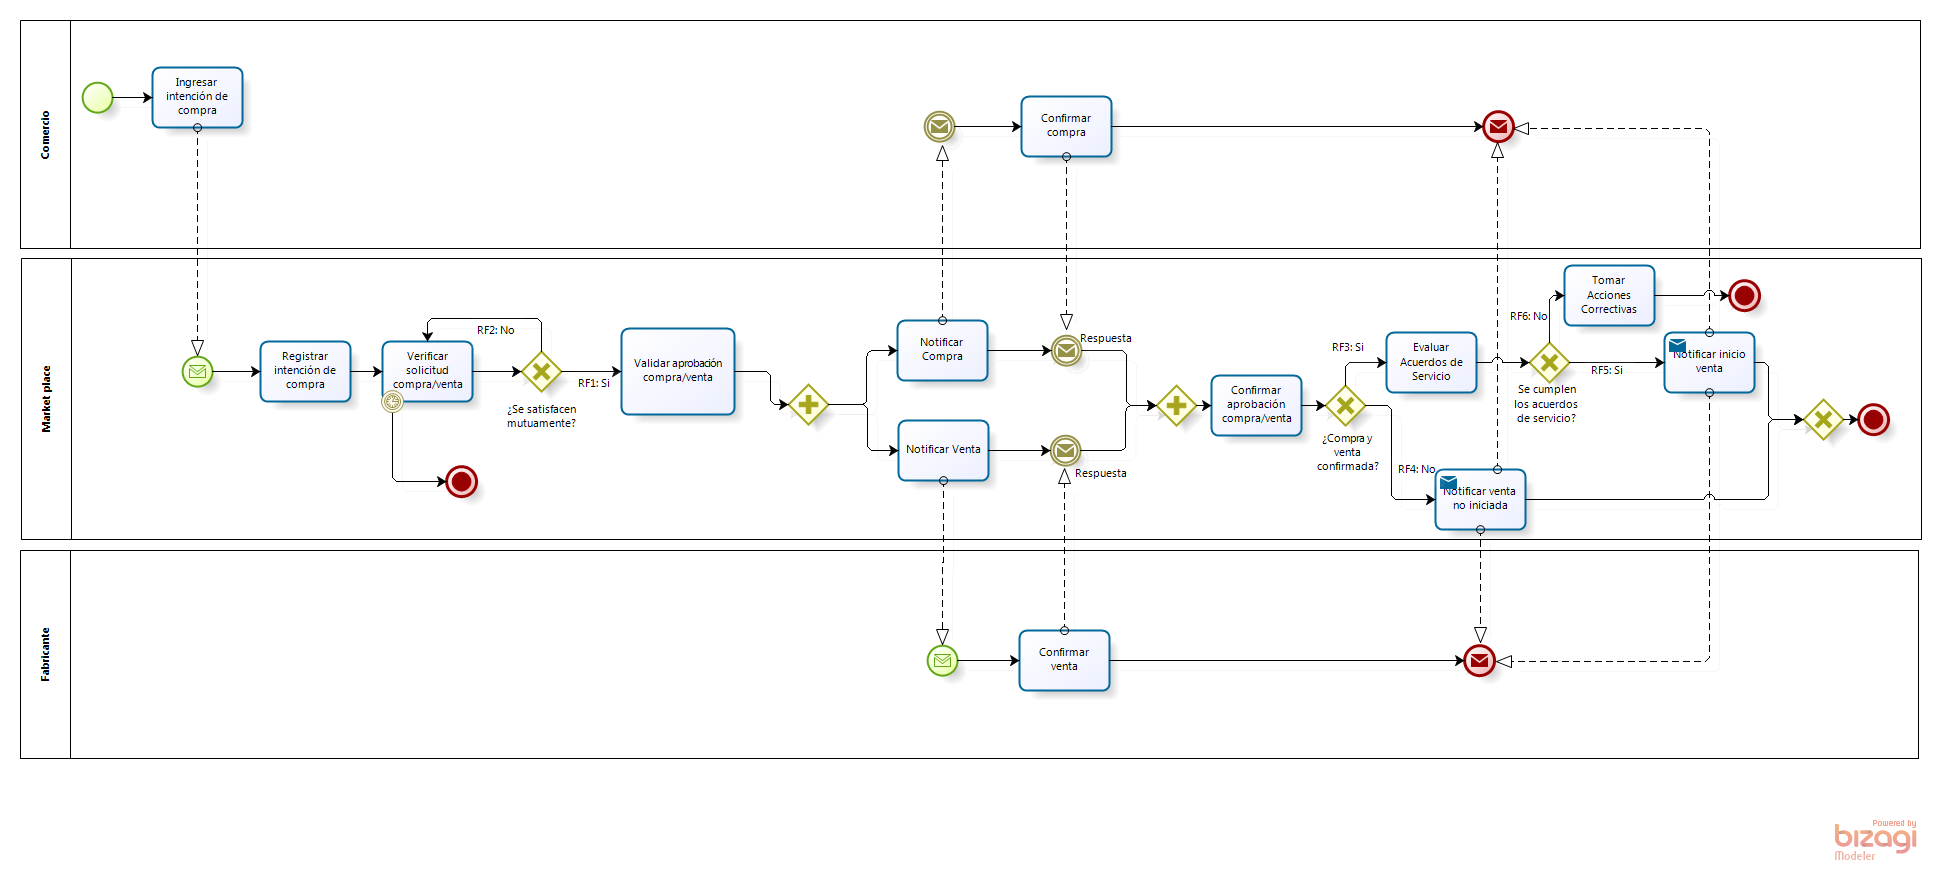 Comercio
Ingresar
intención de
compra
Confirmar
compra
Market place
Registrar
intención de
compra
Verificar
solicitud
compra/venta
RF2: No
¿Se satisfacen
mutuamente?
RF1: Si
Validar aprobación
compra/venta
Notificar
Compra
Notificar Venta
Respuesta
Respuesta
Confirmar
aprobación
compra/venta
¿Compra y
venta
confirmada?
RF3: Si
RF4: No
Evaluar
Acuerdos de
Servicio
Notificar venta
no iniciada
Se cumplen
los acuerdos
de servicio?
RF6: No
RF5: Si
Tomar
Acciones
Correctivas
Notificar inicio
venta
Fabricante
Confirmar
venta
Powered by
bizagi
Modeler